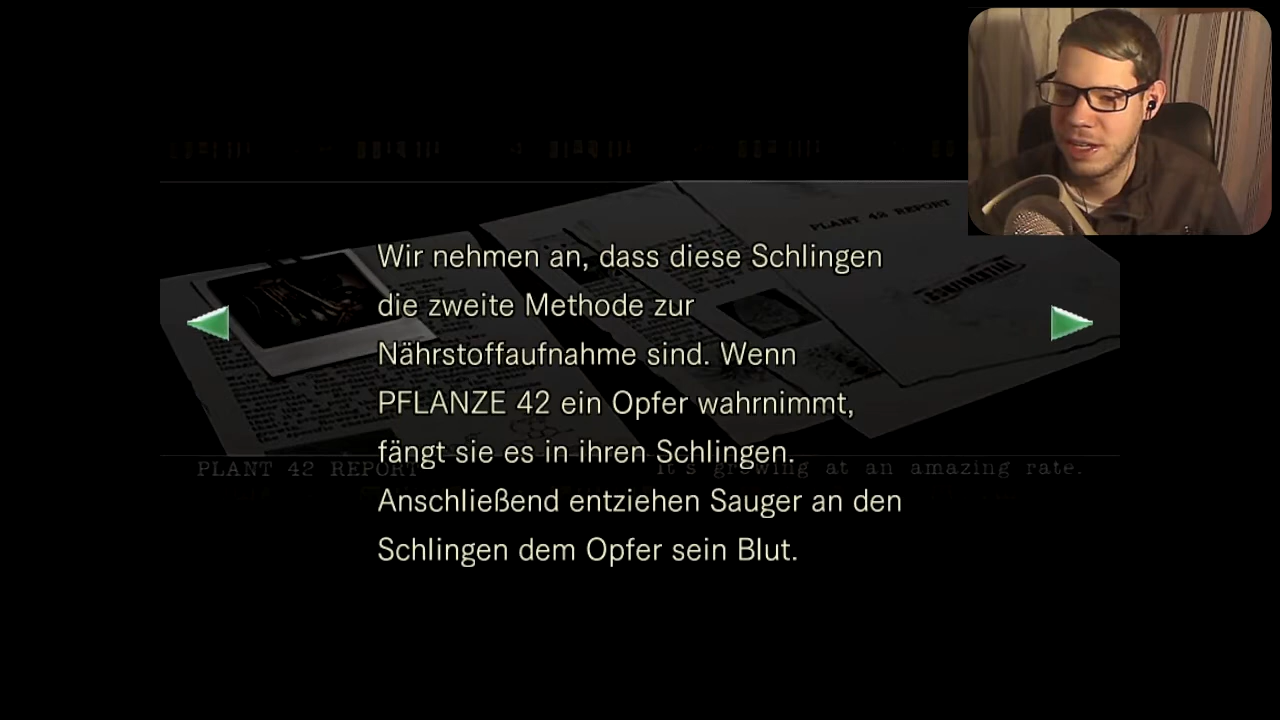 PLANT 42 REPORT
CONFIDENTIAL
Wir nehmen an, dass diese Schlingen
die zweite Methode zur
Nährstoffaufnahme sind. Wenn
PFLANZE 42 ein Opfer wahrnimmt,
fängt sie es in ihren Schlingen.
Anschließend entziehen Sauger an den
Schlingen dem Opfer sein Blut.
PLANT 42 REPORT
It's growing at an amazing rate.